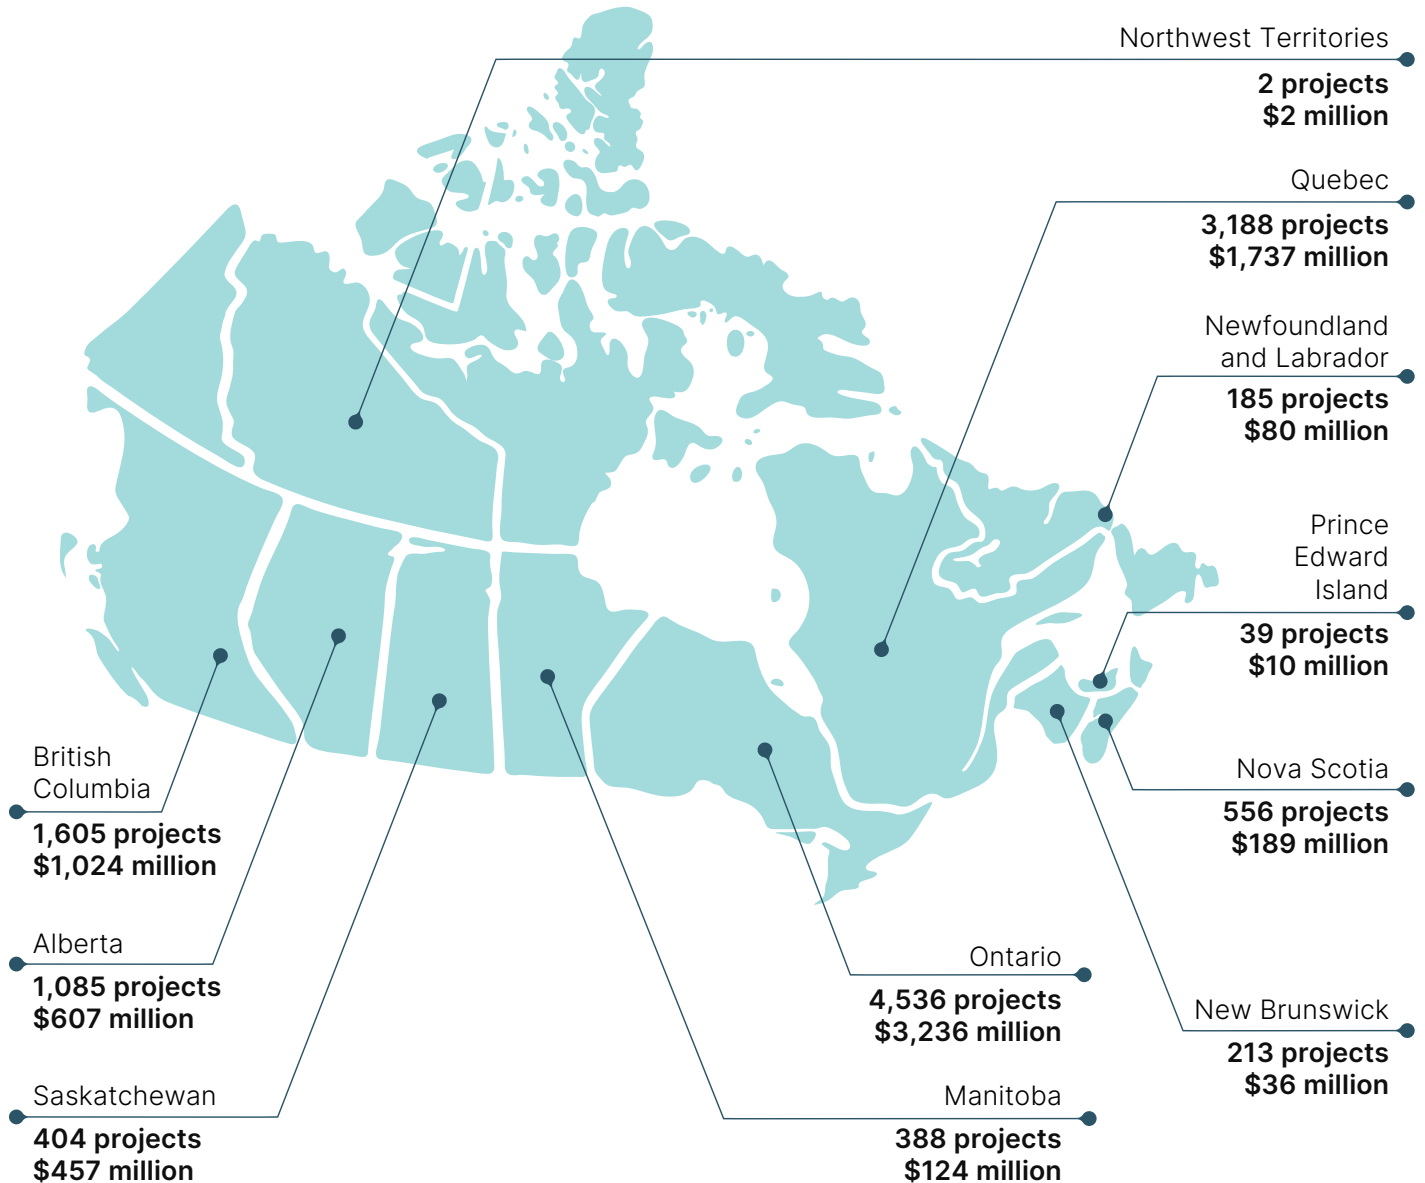 Northwest Territories
2 projects
$2 million
Quebec
3,188 projects
$1,737 million
Newfoundland
and Labrador
185 projects
$80 million
Prince
Edward
Island
39 projects
$10 million
Nova Scotia
556 projects
$189 million
New Brunswick
213 projects
$36 million
British
Columbia
1,605 projects
$1,024 million
Alberta
1,085 projects
$607 million
Saskatchewan
404 projects
$457 million
Ontario
4,536 projects
$3,236 million
Manitoba
388 projects
$124 million